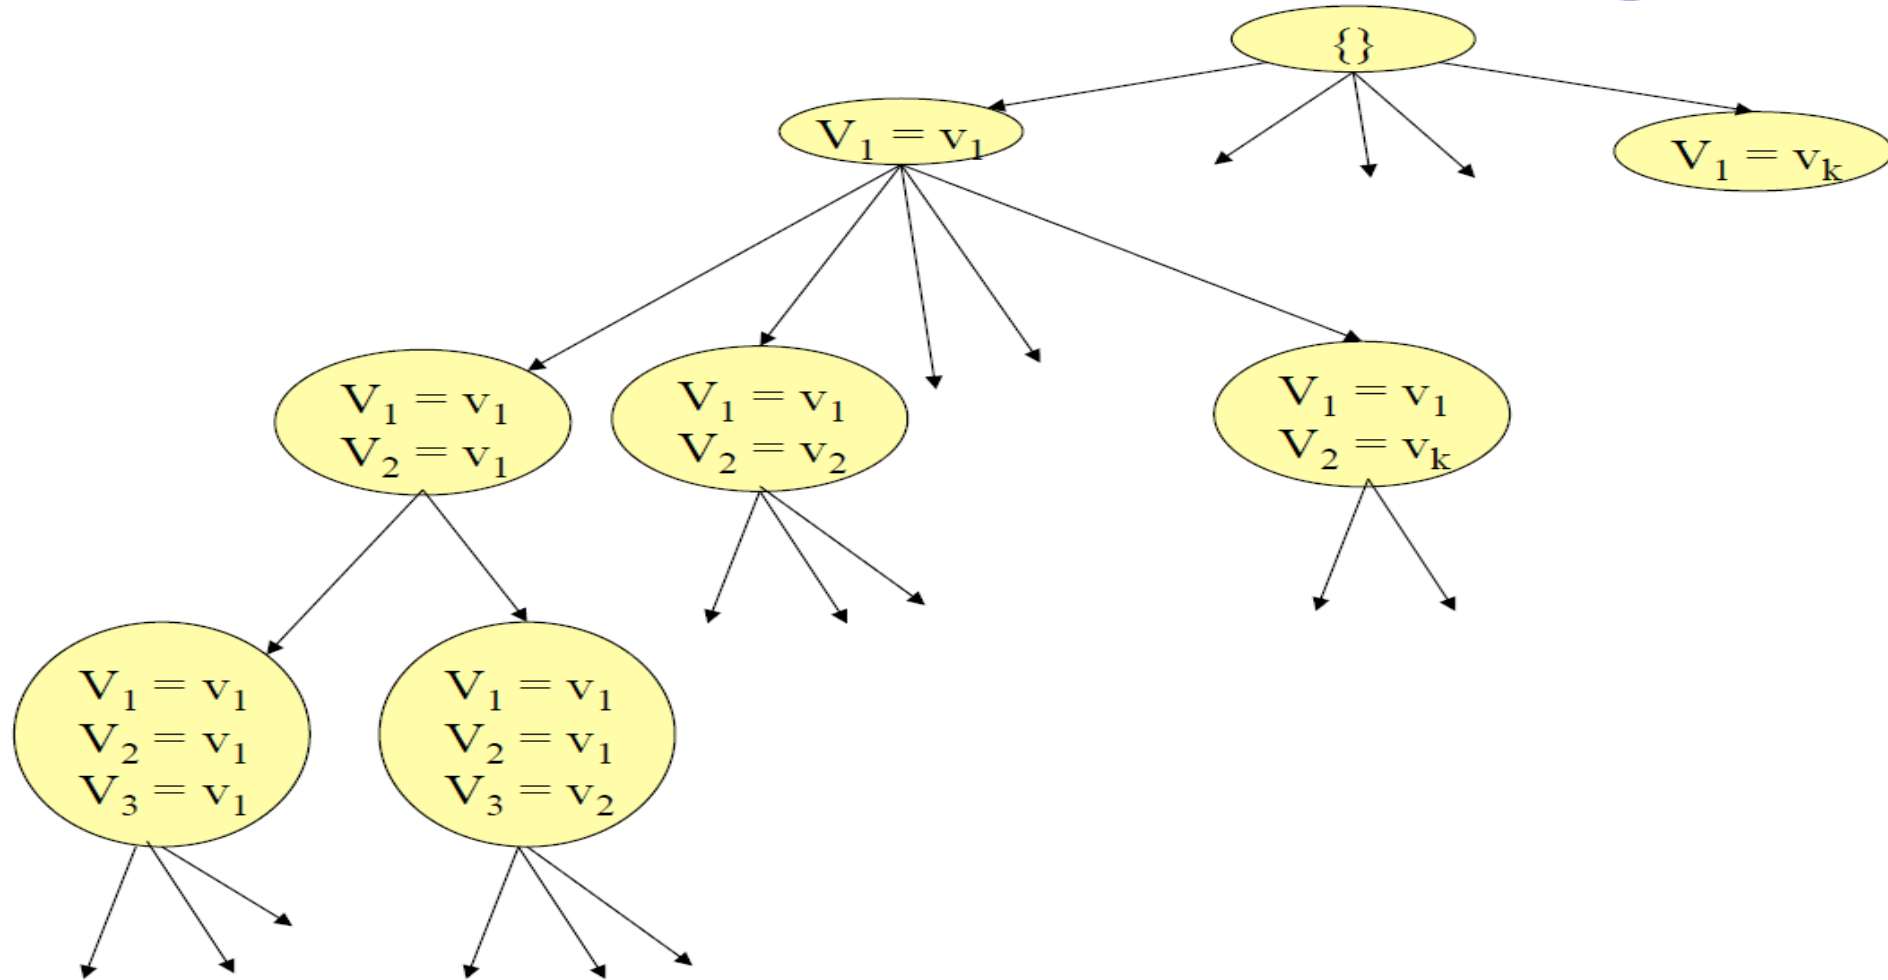 {}
V₁ = v₁
V₁ = vₖ
V₁ = v₁
V₂ = v₁
V₁ = v₁
V₂ = v₂
V₁ = v₁
V₂ = vₖ
V₁ = v₁
V₂ = v₁
V₃ = v₁
V₁ = v₁
V₂ = v₁
V₃ = v₂